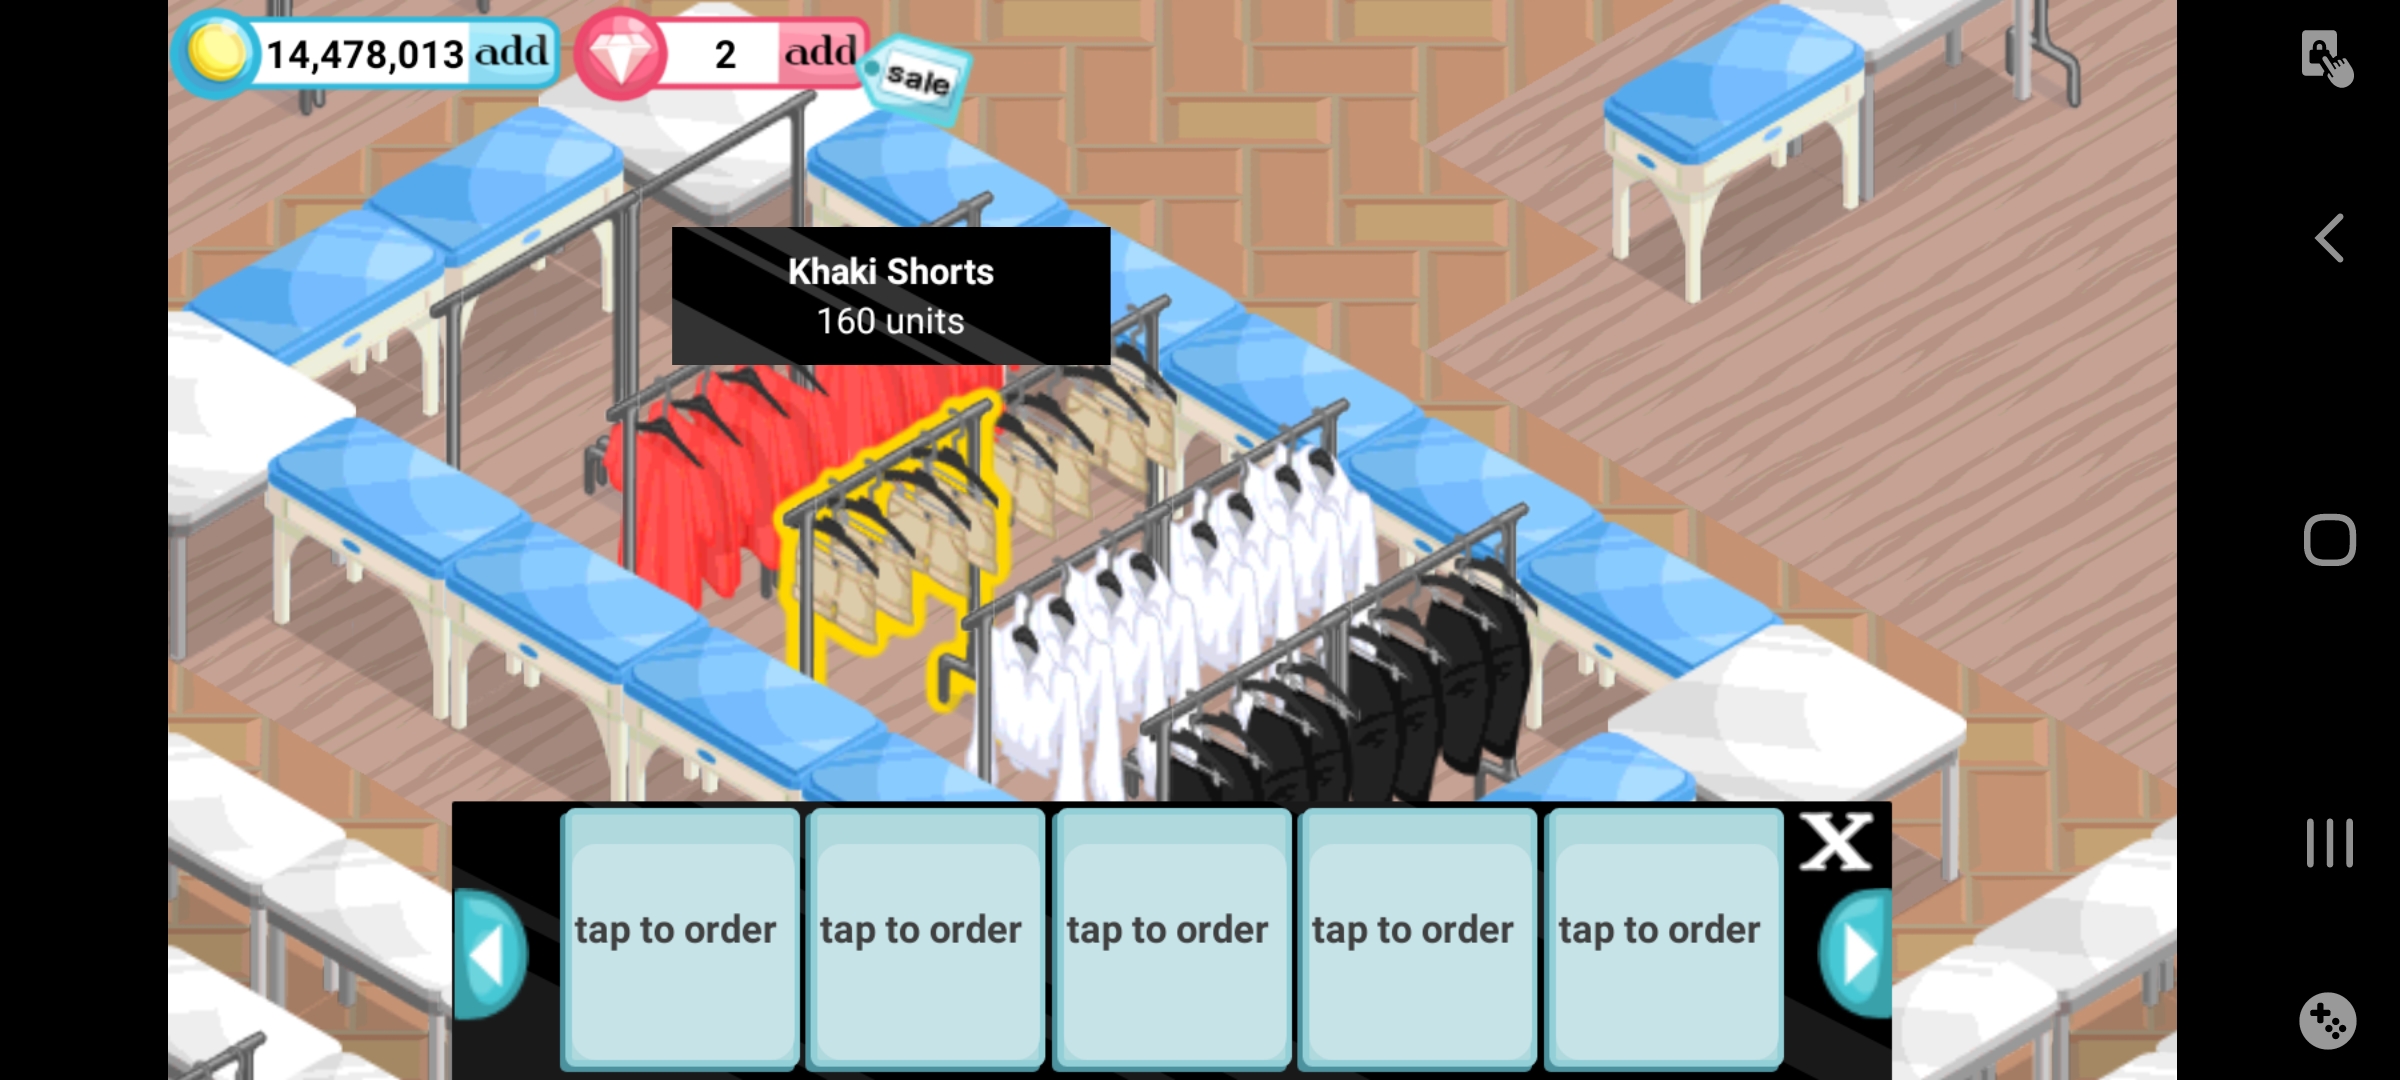 14,478,013 add
2 add
sale
Khaki Shorts
160 units
X
tap to order
tap to order
tap to order
tap to order
tap to order